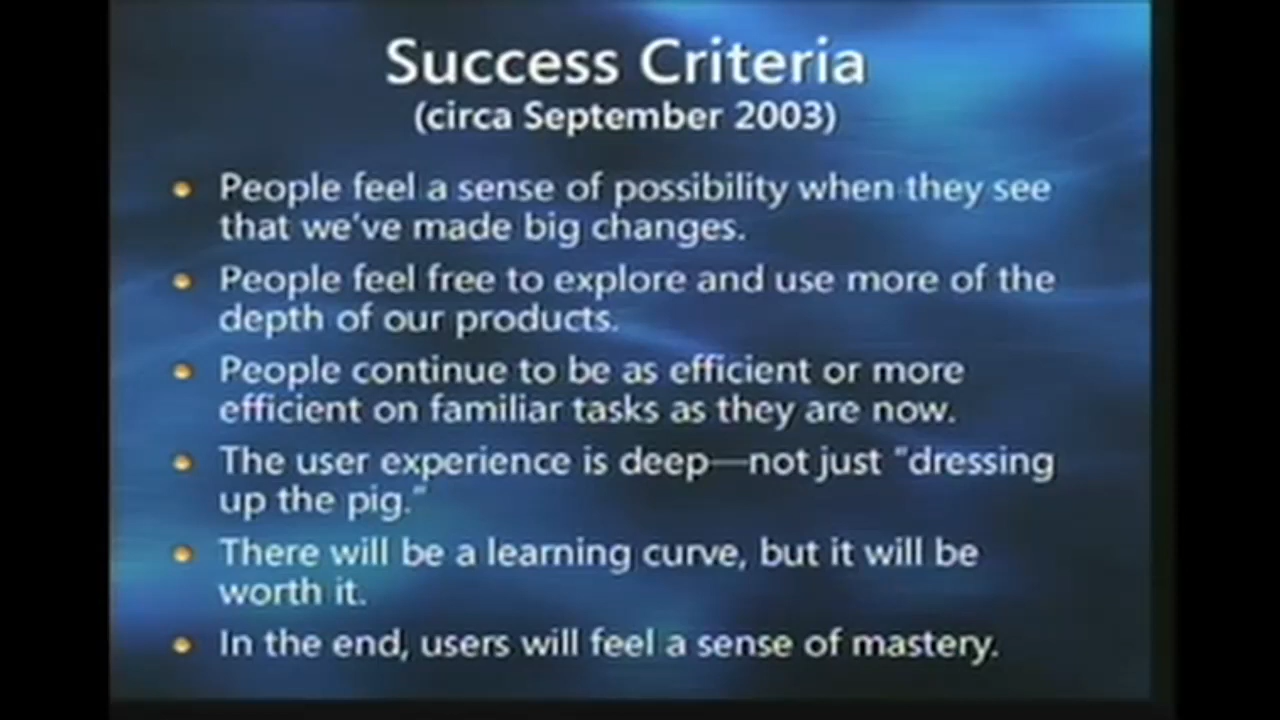 Success Criteria
(circa September 2003)
People feel a sense of possibility when they see
that we've made big changes.
People feel free to explore and use more of the
depth of our products.
People continue to be as efficient or more
efficient on familiar tasks as they are now.
The user experience is deep—not just "dressing
up the pig."
There will be a learning curve, but it will be
worth it.
In the end, users will feel a sense of mastery.